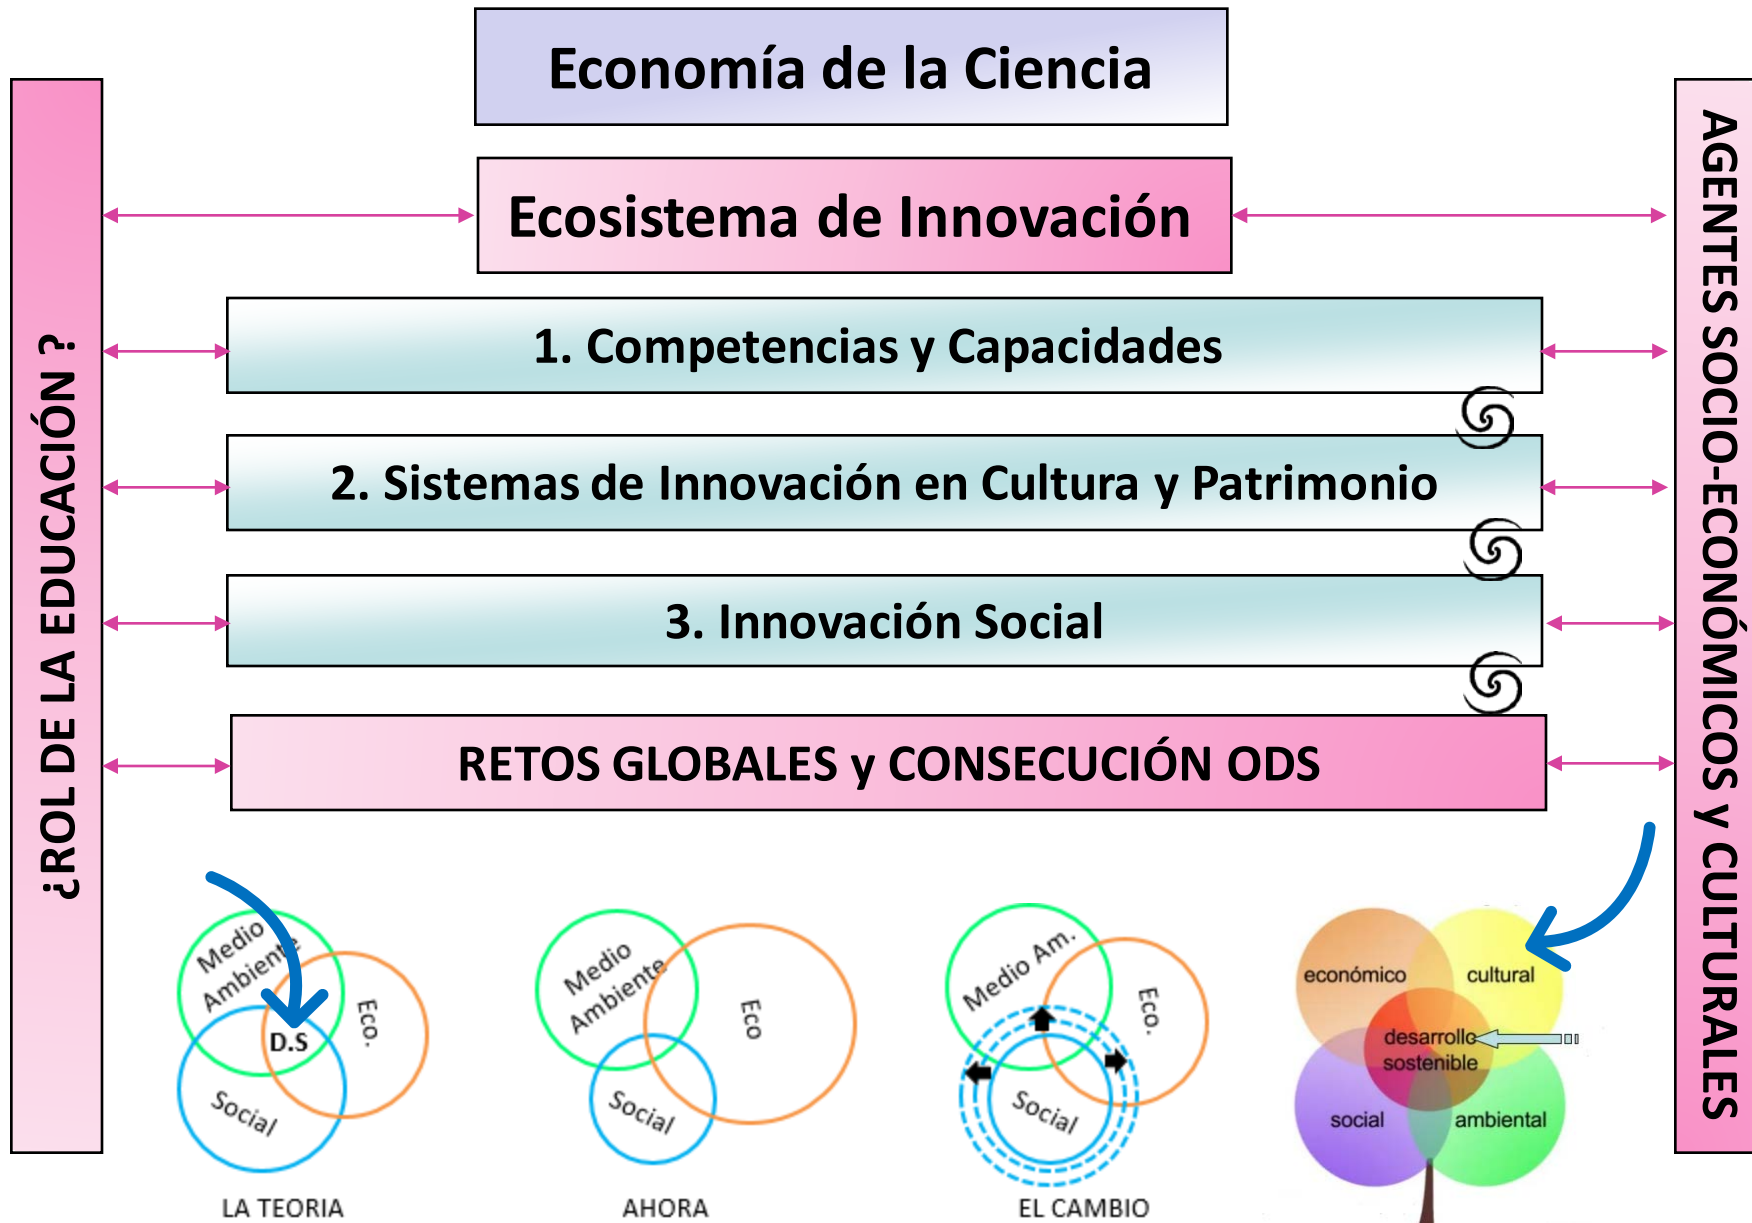 Economía de la Ciencia
Ecosistema de Innovación
¿ROL DE LA EDUCACIÓN ?
1. Competencias y Capacidades
2. Sistemas de Innovación en Cultura y Patrimonio
3. Innovación Social
RETOS GLOBALES y CONSECUCIÓN ODS
AGENTES SOCIO-ECONÓMICOS y CULTURALES
Medio
Ambiente
Eco.
D.S
Social
LA TEORIA
Medio
Ambiente
Eco
Social
AHORA
Medio Am.
Eco.
Social
EL CAMBIO
económico
cultural
desarrollo
sostenible
social
ambiental